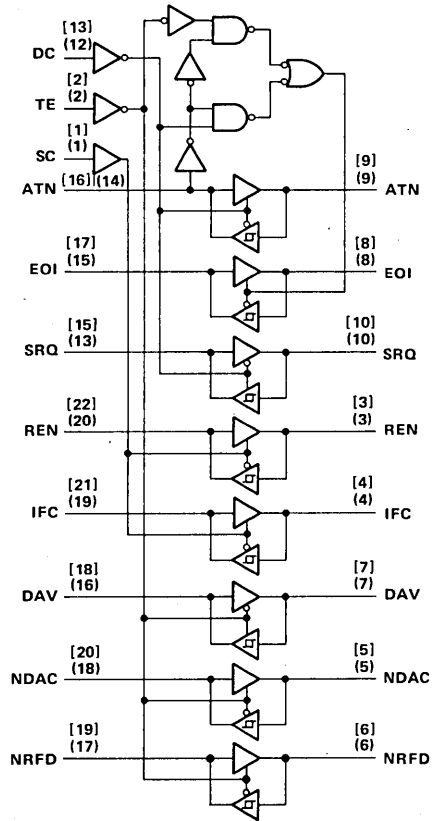 [13]
(12)
DC
[2]
(2)
TE
[1]
(1)
SC
ATN
[16] (14)
[9]
(9)
ATN
[17]
(15)
EOI
[8]
(8)
EOI
[15]
(13)
SRQ
[10]
(10)
SRQ
[22]
(20)
REN
[3]
(3)
REN
[21]
(19)
IFC
[4]
(4)
IFC
[18]
(16)
DAV
[7]
(7)
DAV
[20]
(18)
NDAC
[5]
(5)
NDAC
[19]
(17)
NRFD
[6]
(6)
NRFD